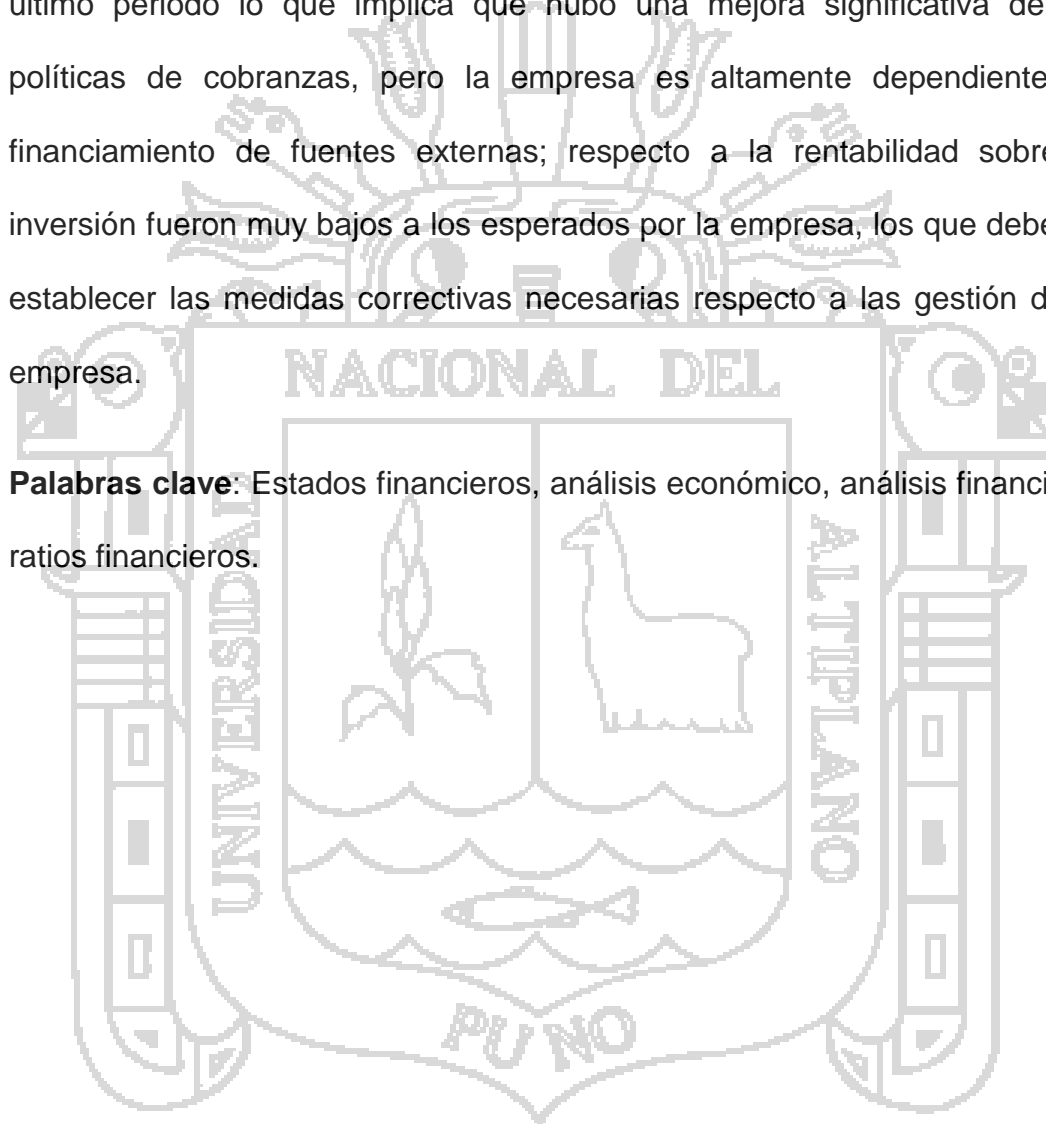 último periodo lo que implica que hubo una mejora significativa de
políticas de cobranzas, pero la empresa es altamente dependiente
financiamiento de fuentes externas; respecto a la rentabilidad sobre
inversión fueron muy bajos a los esperados por la empresa, los que debe
establecer las medidas correctivas necesarias respecto a las gestión d
empresa.
NACIONAL DEL
Palabras clave: Estados financieros, análisis económico, análisis financi
ratios financieros.
UNIVERSIDAD
ALTIPLANO
PUNO